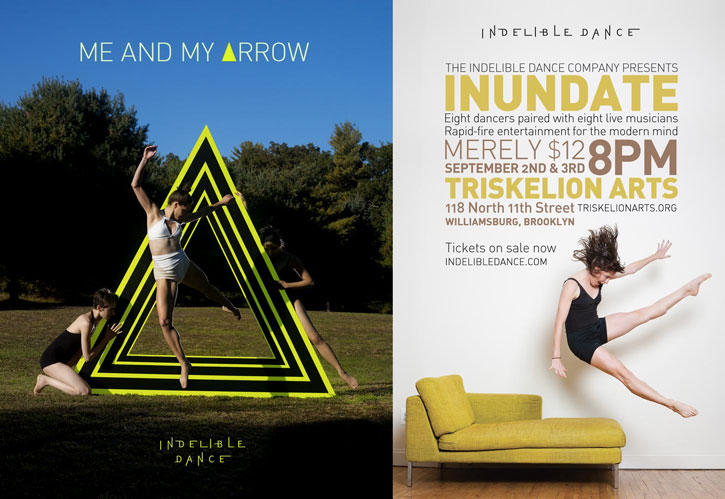 ME AND MY ARROW
INDELIBLE
DANCE
INDELIBLE DANCE
THE INDELIBLE DANCE COMPANY PRESENTS
INUNDATE
Eight dancers paired with eight live musicians
Rapid-fire entertainment for the modern mind
MERELY $12
SEPTEMBER 2ND & 3RD
8PM
TRISKELION ARTS
118 North 11th Street TRISKELIONARTS.ORG
WILLIAMSBURG, BROOKLYN
Tickets on sale now
INDELIBLEDANCE.COM